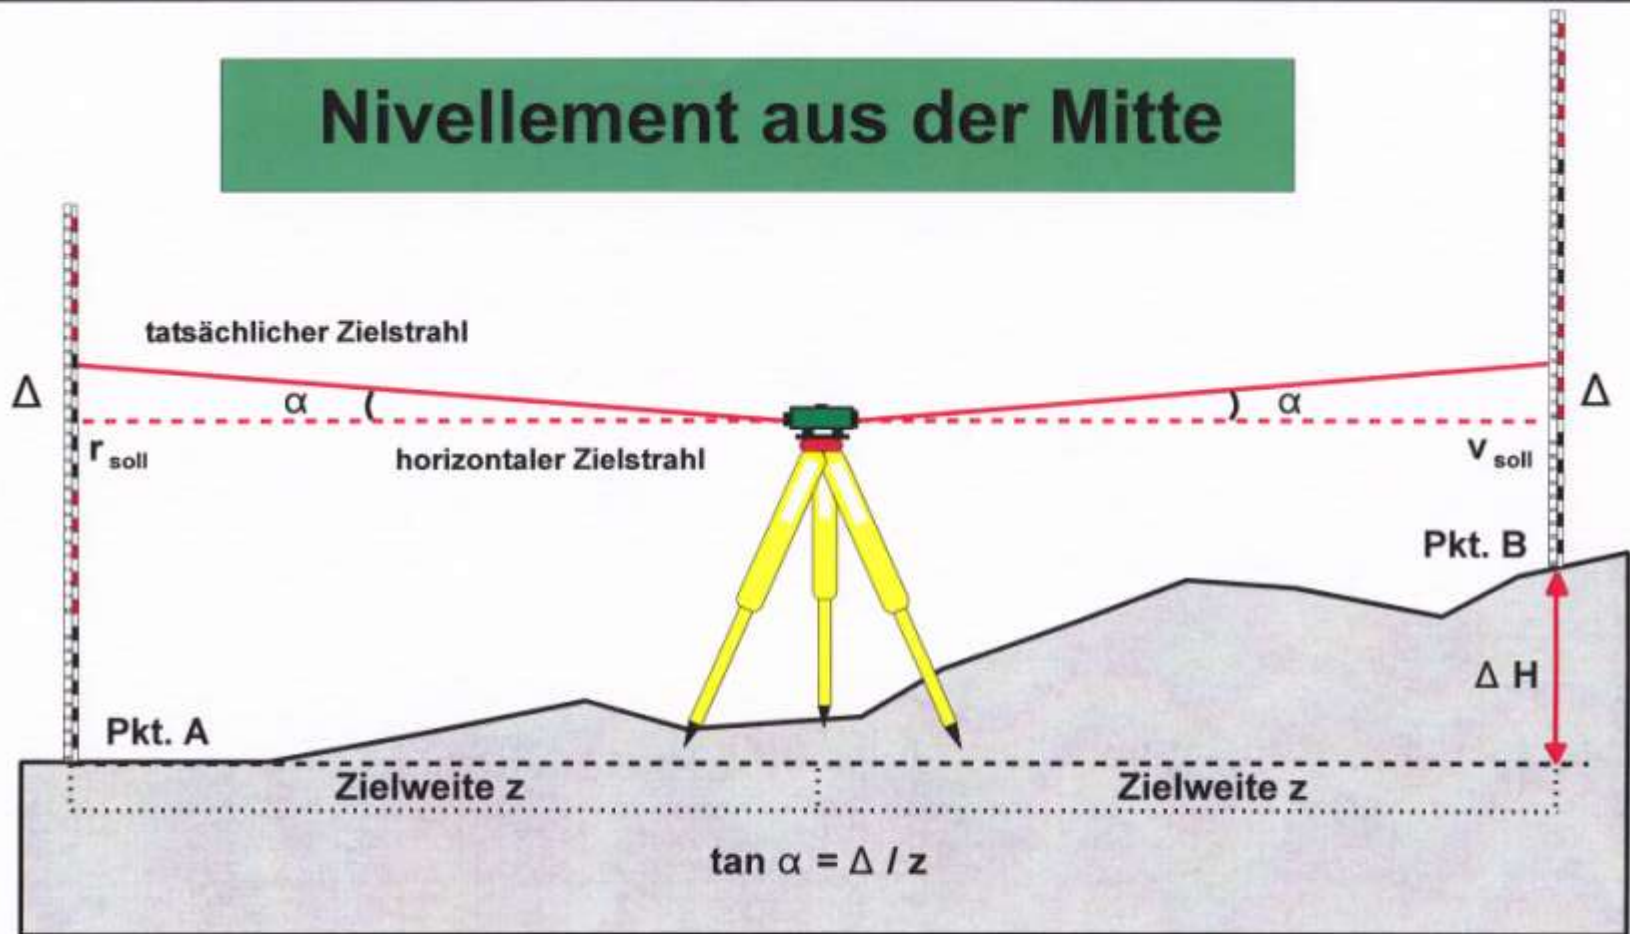 Nivellement aus der Mitte
tatsächlicher Zielstrahl
Δ
α
α
Δ
r soll
horizontaler Zielstrahl
v soll
Pkt. B
Δ H
Pkt. A
Zielweite z
Zielweite z
tan α = Δ / z